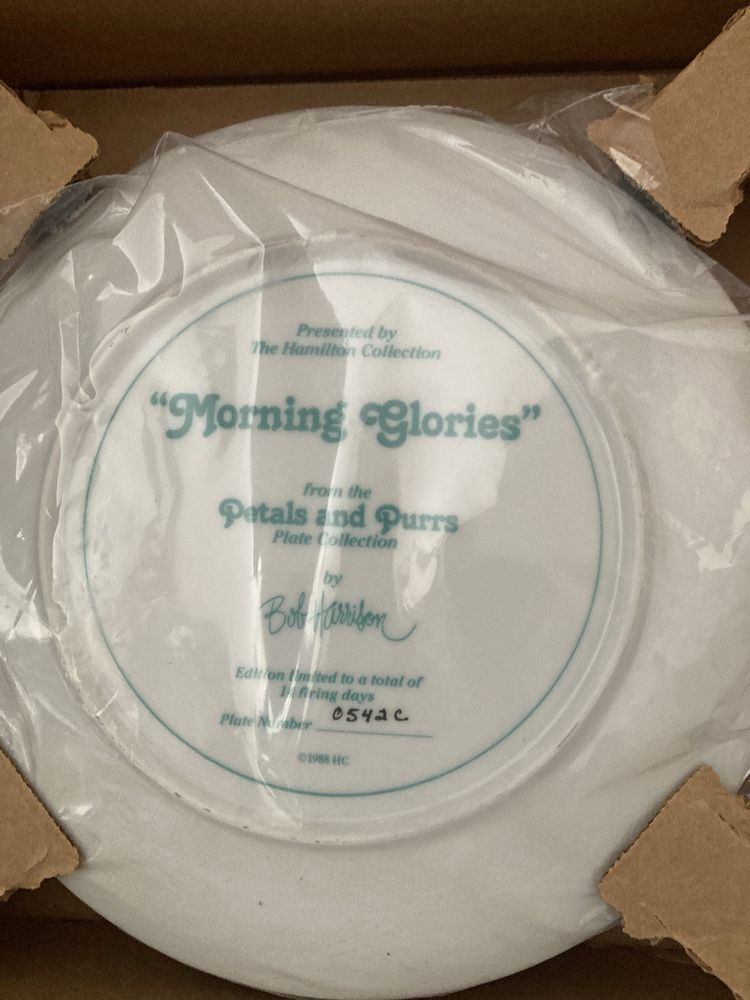 Presented by
The Hamilton Collection
“Morning Glories”
from the
Petals and Purrs
Plate Collection
by
Bob Harrison
Edition limited to a total of
14 firing days
Plate Number 0542C
©1988 HC